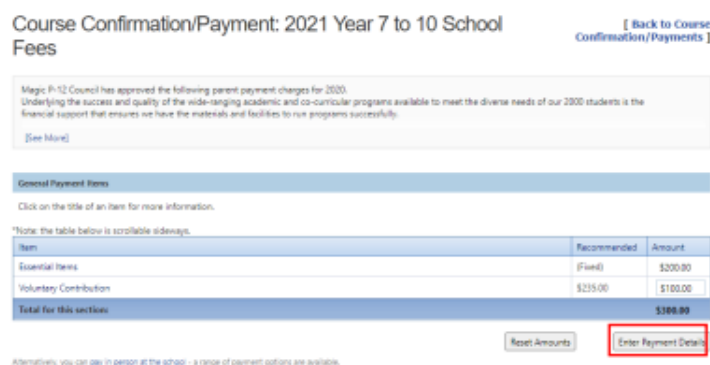 Course Confirmation/Payment: 2021 Year 7 to 10 School
Fees
[ Back to Course
Confirmation/Payments ]
Magic P-12 Council has approved the following parent payment charges for 2020.
Underlying the success and quality of the wide-ranging academic and co-curricular programs available to meet the diverse needs of our 2000 students is the
financial support that ensures we have the materials and facilities to run programs successfully.
[See More]
General Payment Items
Click on the title of an item for more information.
*Note: the table below is scrollable sideways.
Item Recommended Amount
Essential Items (Fixed) $200.00
Voluntary Contribution $235.00 $100.00
Total for this section: $300.00
Reset Amounts Enter Payment Details
Alternatively, you can pay in person at the school - a range of payment options are available.